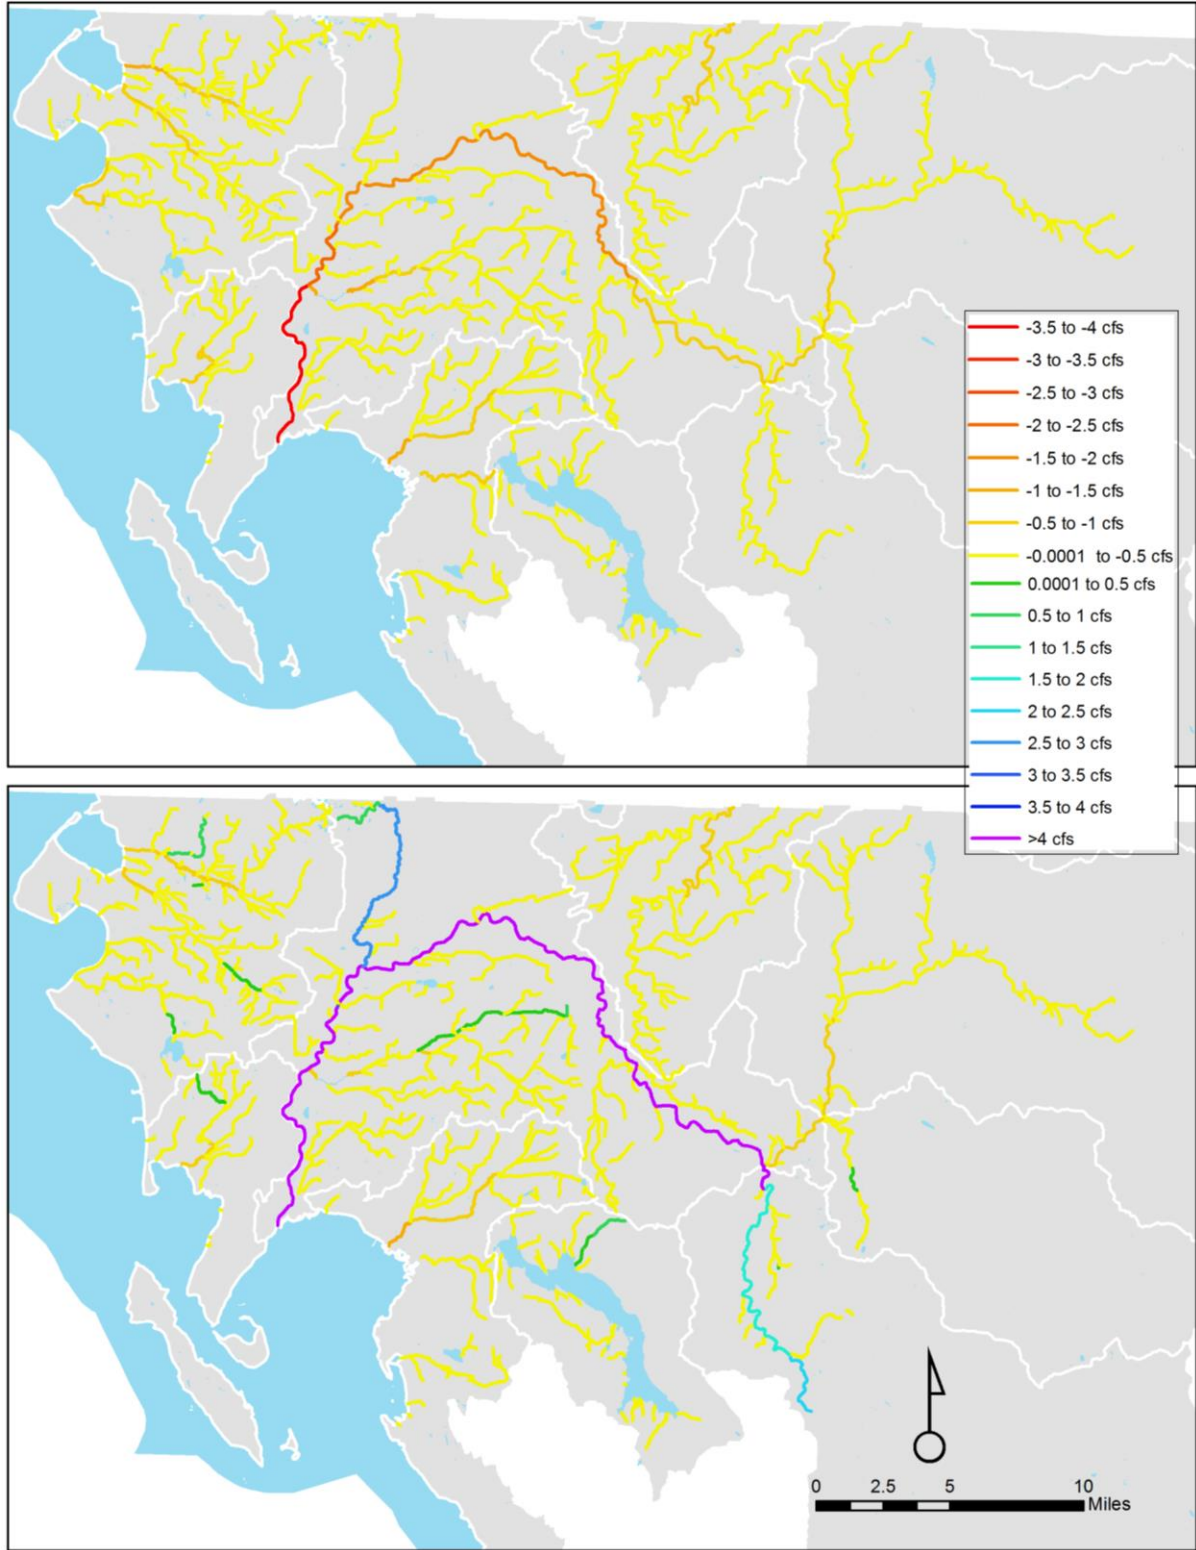 -3.5 to -4 cfs
-3 to -3.5 cfs
-2.5 to -3 cfs
-2 to -2.5 cfs
-1.5 to -2 cfs
-1 to -1.5 cfs
-0.5 to -1 cfs
-0.0001 to -0.5 cfs
0.0001 to 0.5 cfs
0.5 to 1 cfs
1 to 1.5 cfs
1.5 to 2 cfs
2 to 2.5 cfs
2.5 to 3 cfs
3 to 3.5 cfs
3.5 to 4 cfs
>4 cfs
0 2.5 5 10
Miles